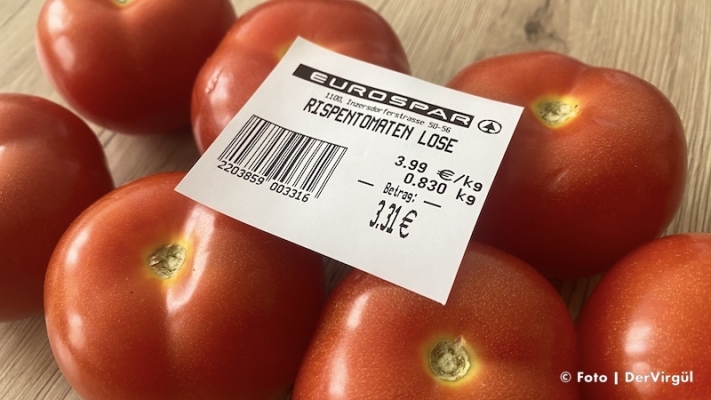 EUROSPAR
1100, Inzersdorferstrasse 50-56
RISPENTOMATEN LOSE
3.99 €/kg
0.830 kg
Betrag:
3.31 €
2203859 003316
© Foto | DerVirgül